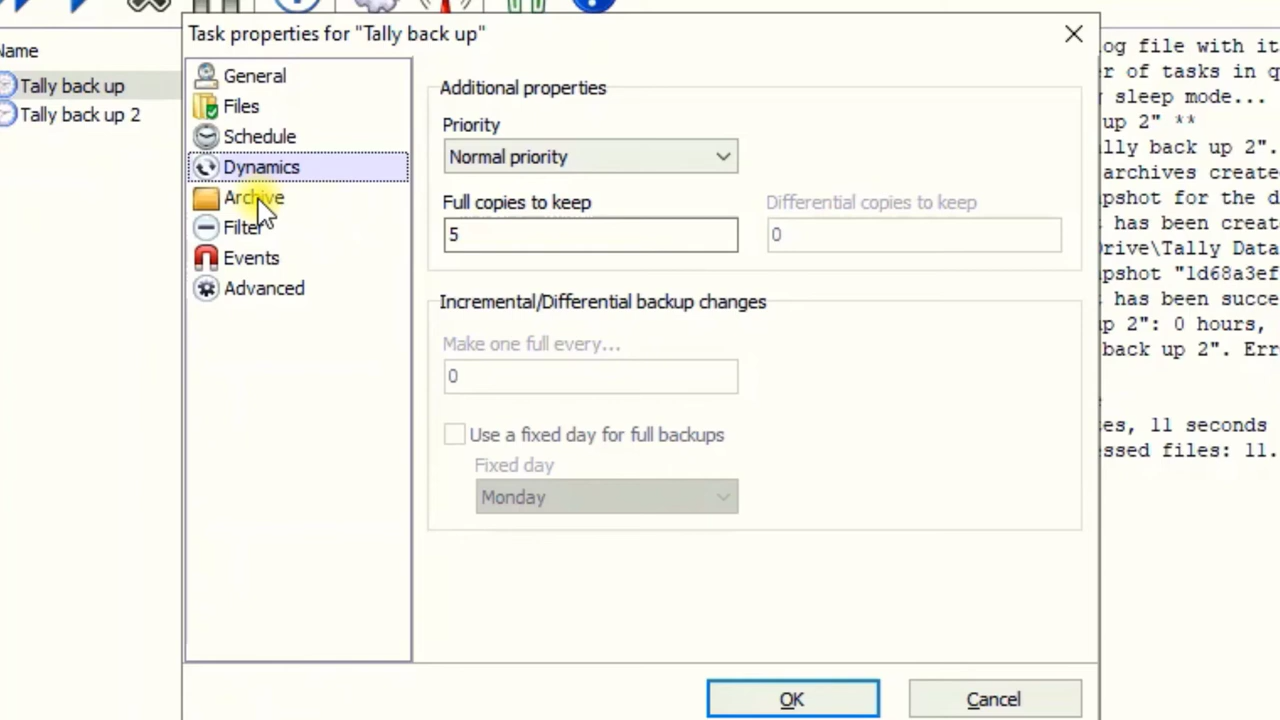 Task properties for "Tally back up"
Name
Tally back up
Tally back up 2
General
Files
Schedule
Dynamics
Archive
Filter
Events
Advanced
Additional properties
Priority
Normal priority
Full copies to keep
Differential copies to keep
5
0
Incremental/Differential backup changes
Make one full every...
0
Use a fixed day for full backups
Fixed day
Monday
OK
Cancel
og file with it
r of tasks in q
sleep mode...
up 2" **
ally back up 2".
archives create
pshot for the d
has been create
Drive\Tally Data
pshot "1d68a3ef
has been succe
up 2": 0 hours,
back up 2". Err
es, 11 seconds
ssed files: 11.